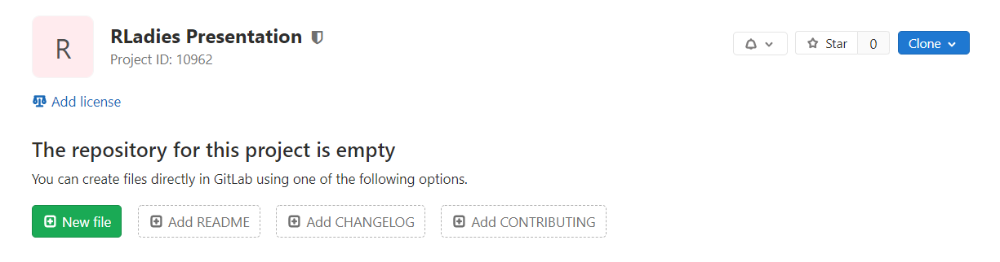 R
RLadies Presentation
Project ID: 10962
Star 0 Clone
Add license
The repository for this project is empty
You can create files directly in GitLab using one of the following options.
New file Add README Add CHANGELOG Add CONTRIBUTING